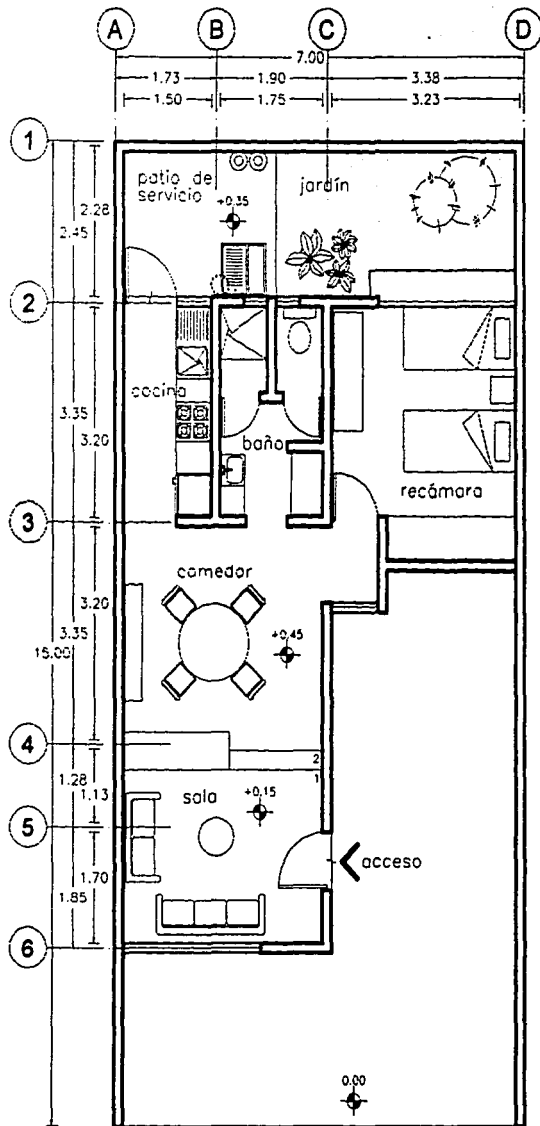 A B C D
7.00
1.73 1.90 3.38
1.50 1.75 3.23
1
patio de
servicio
jardín
+0.35
2.28
2.45
2
cocina
3.35
3.20
baño
recámara
3
comedor
3.20
3.35
15.00
+0.45
4
2
1
1.28
1.13
sala
+0.15
5
acceso
1.70
1.85
6
0.00